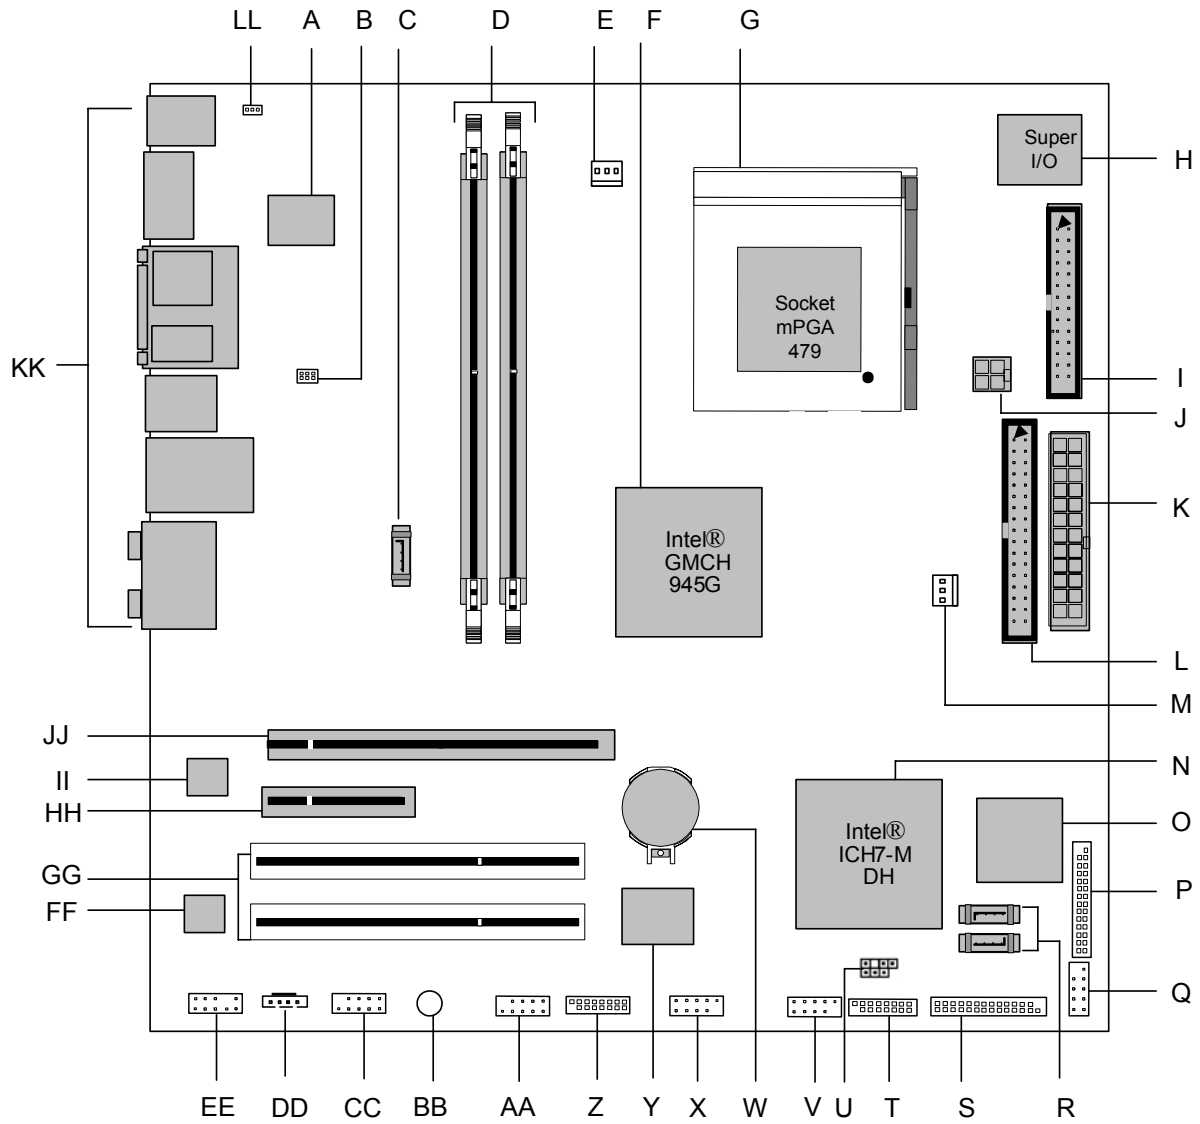 LL A B C D E F G
Super
I/O
H
Socket
mPGA
479
KK
I
J
K
Intel®
GMCH
945G
L
M
JJ
N
II
HH
O
Intel®
ICH7-M
DH
GG
P
FF
Q
EE DD CC BB AA Z Y X W V U T S R